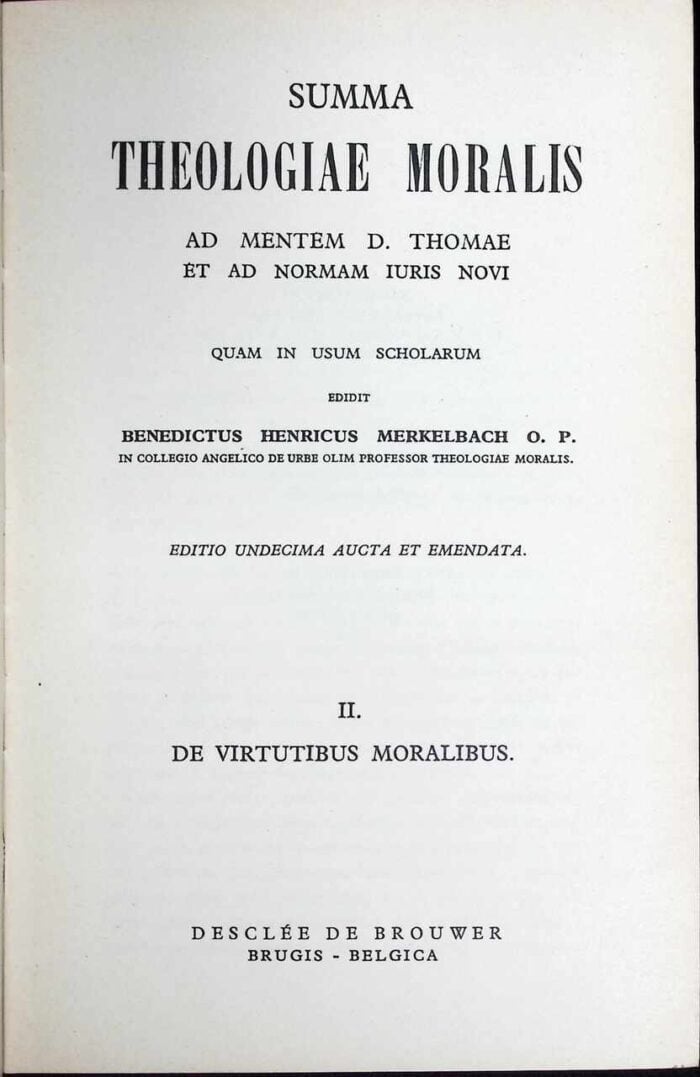 SUMMA
THEOLOGIAE MORALIS
AD MENTEM D. THOMAE
ET AD NORMAM IURIS NOVI
QUAM IN USUM SCHOLARUM
EDIDIT
BENEDICTUS HENRICUS MERKELBACH O. P.
IN COLLEGIO ANGELICO DE URBE OLIM PROFESSOR THEOLOGIAE MORALIS.
EDITIO UNDECIMA AUCTA ET EMENDATA.
II.
DE VIRTUTIBUS MORALIBUS.
DESCLÉE DE BROUWER
BRUGIS - BELGICA